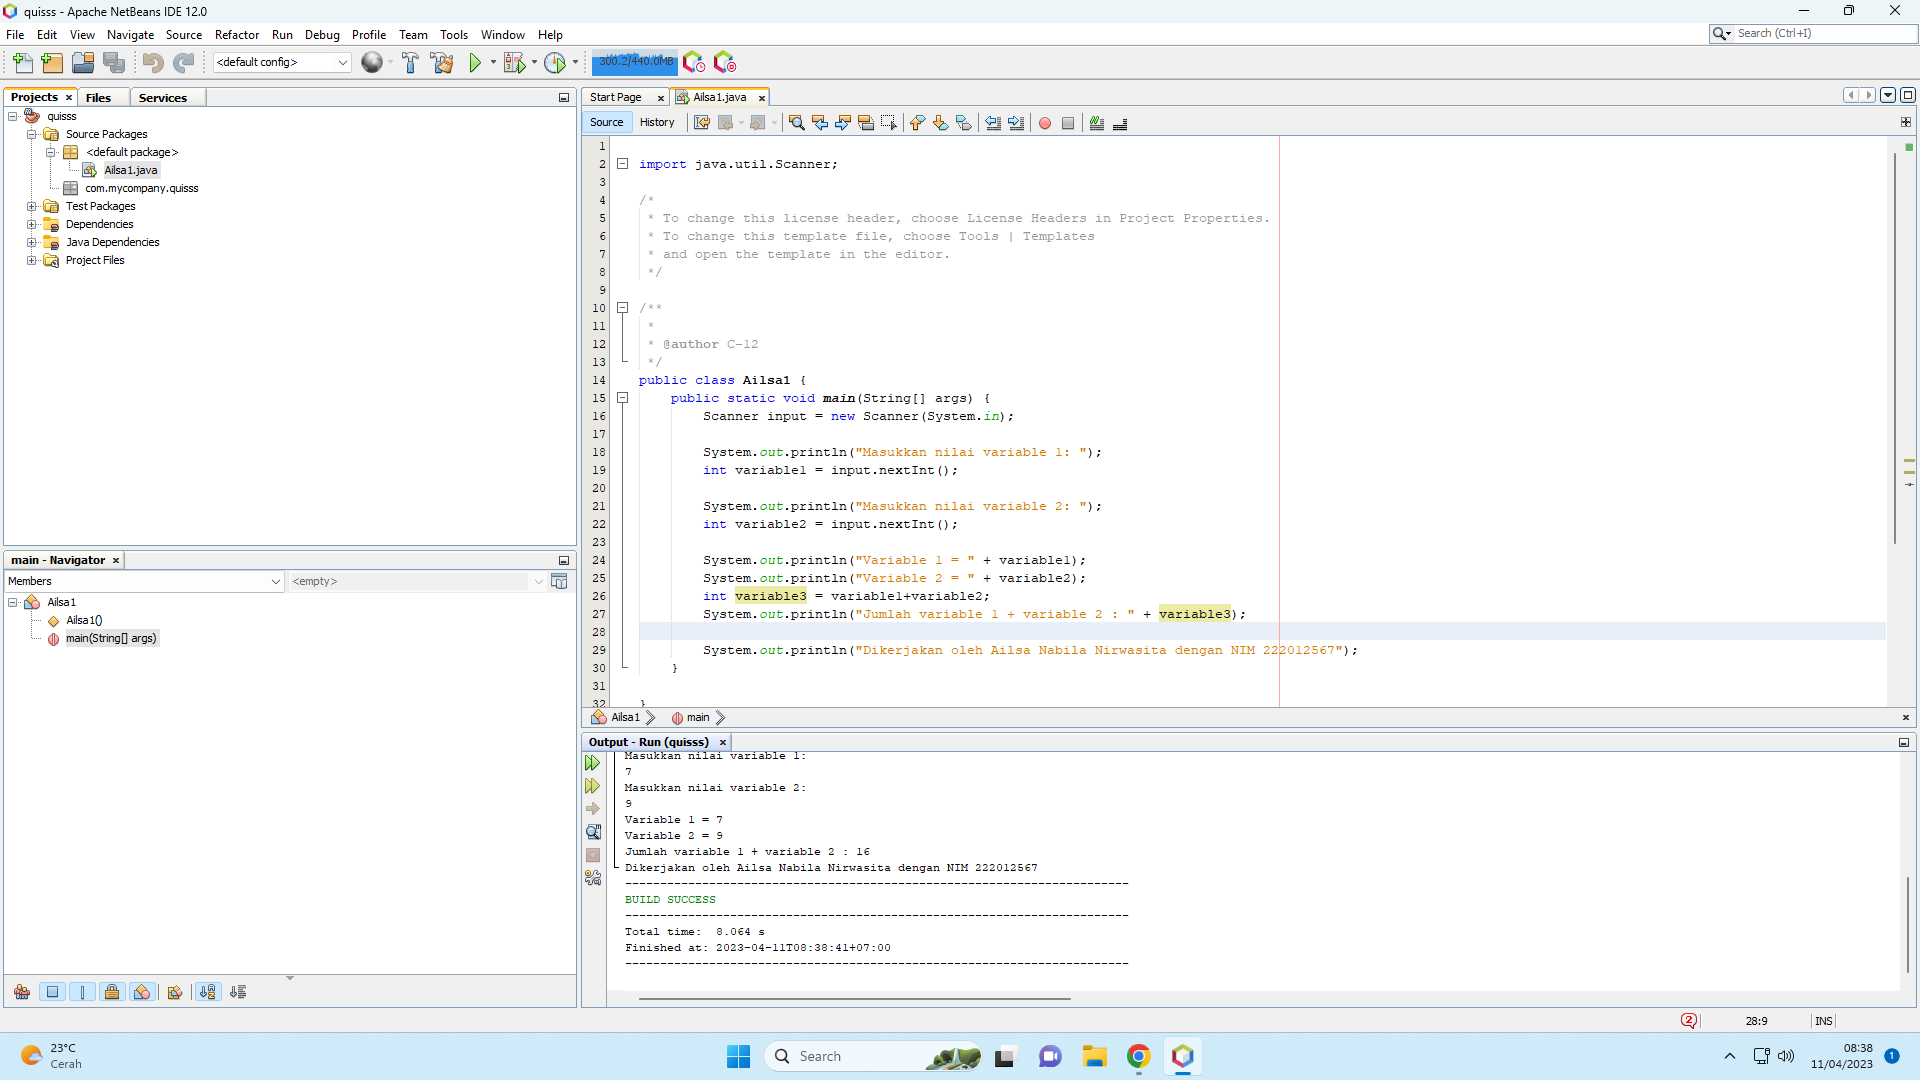 quisss - Apache NetBeans IDE 12.0
File Edit View Navigate Source Refactor Run Debug Profile Team Tools Window Help
Search (Ctrl+I)
<default config>
300.2/440.0MB
Projects Files Services
quisss
Source Packages
<default package>
Ailsa1.java
com.mycompany.quisss
Test Packages
Dependencies
Java Dependencies
Project Files
main - Navigator
Members
<empty>
Ailsa1
Ailsa1()
main(String[] args)
Start Page Ailsa1.java
Source History
1
2 import java.util.Scanner;
3
4 /*
5 * To change this license header, choose License Headers in Project Properties.
6 * To change this template file, choose Tools | Templates
7 * and open the template in the editor.
8 */
9
10 /**
11 *
12 * @author C-12
13 */
14 public class Ailsa1 {
15 public static void main(String[] args) {
16 Scanner input = new Scanner(System.in);
17
18 System.out.println("Masukkan nilai variable 1: ");
19 int variable1 = input.nextInt();
20
21 System.out.println("Masukkan nilai variable 2: ");
22 int variable2 = input.nextInt();
23
24 System.out.println("Variable 1 = " + variable1);
25 System.out.println("Variable 2 = " + variable2);
26 int variable3 = variable1+variable2;
27 System.out.println("Jumlah variable 1 + variable 2 : " + variable3);
28
29 System.out.println("Dikerjakan oleh Ailsa Nabila Nirwasita dengan NIM 222012567");
30 }
31
32 }
Ailsa1 main
Output - Run (quisss)
Masukkan nilai variable 1:
7
Masukkan nilai variable 2:
9
Variable 1 = 7
Variable 2 = 9
Jumlah variable 1 + variable 2 : 16
Dikerjakan oleh Ailsa Nabila Nirwasita dengan NIM 222012567
------------------------------------------------------------------------
BUILD SUCCESS
------------------------------------------------------------------------
Total time:  8.064 s
Finished at: 2023-04-11T08:38:41+07:00
------------------------------------------------------------------------
2 28:9 INS
23°C
Cerah
Search
08:38
11/04/2023
1